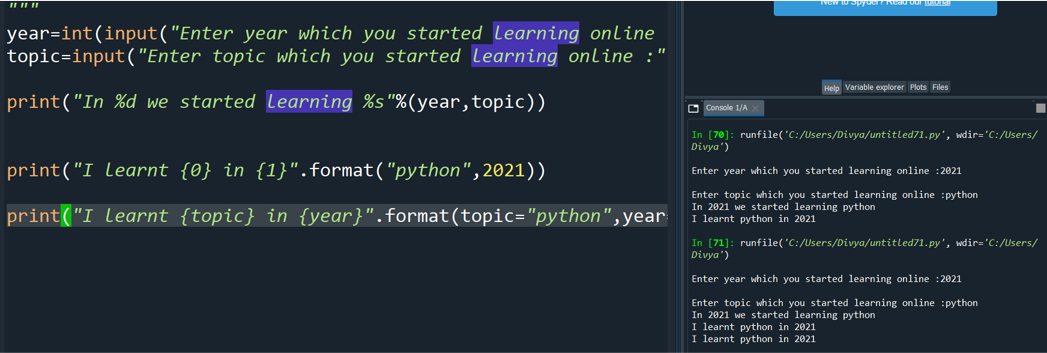 """
year=int(input("Enter year which you started learning online
topic=input("Enter topic which you started learning online :"
print("In %d we started learning %s"%(year,topic))
print("I learnt {0} in {1}".format("python",2021))
print("I learnt {topic} in {year}".format(topic="python",year=
New to Spyder? Read our tutorial
Help Variable explorer Plots Files
Console 1/A
In [70]: runfile('C:/Users/Divya/untitled71.py', wdir='C:/Users/
Divya')
Enter year which you started learning online :2021
Enter topic which you started learning online :python
In 2021 we started learning python
I learnt python in 2021
In [71]: runfile('C:/Users/Divya/untitled71.py', wdir='C:/Users/
Divya')
Enter year which you started learning online :2021
Enter topic which you started learning online :python
In 2021 we started learning python
I learnt python in 2021
I learnt python in 2021